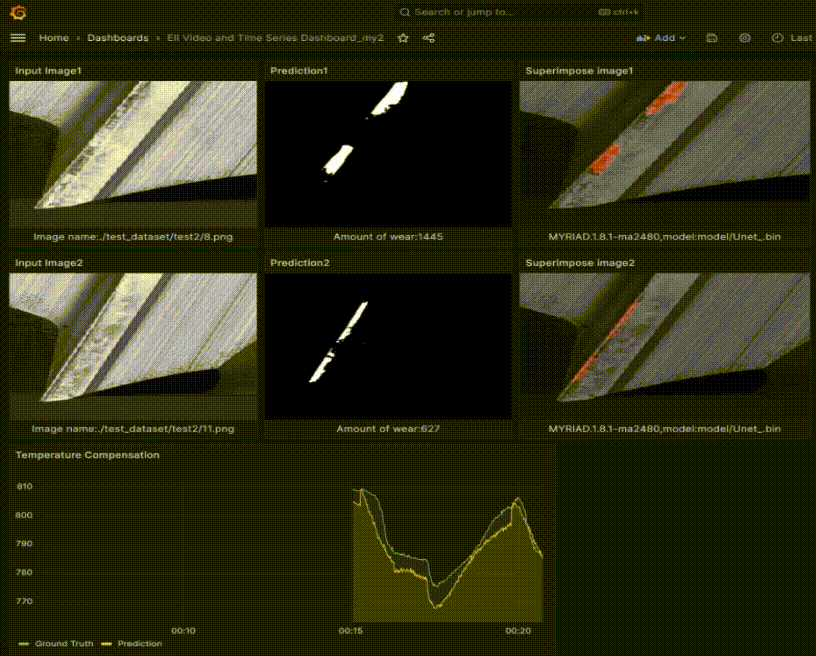 Search or jump to...
ctrl+k
Home › Dashboards › Ell Video and Time Series Dashboard_my2
Add
Last
Input Image1
Prediction1
Superimpose image1
Image name:./test_dataset/test2/8.png
Amount of wear:1445
MYRIAD.1.8.1-ma2480,model:model/Unet_.bin
Input Image2
Prediction2
Superimpose image2
Image name:./test_dataset/test2/11.png
Amount of wear:627
MYRIAD.1.8.1-ma2480,model:model/Unet_.bin
Temperature Compensation
810
800
790
780
770
00:10
00:15
00:20
Ground Truth
Prediction